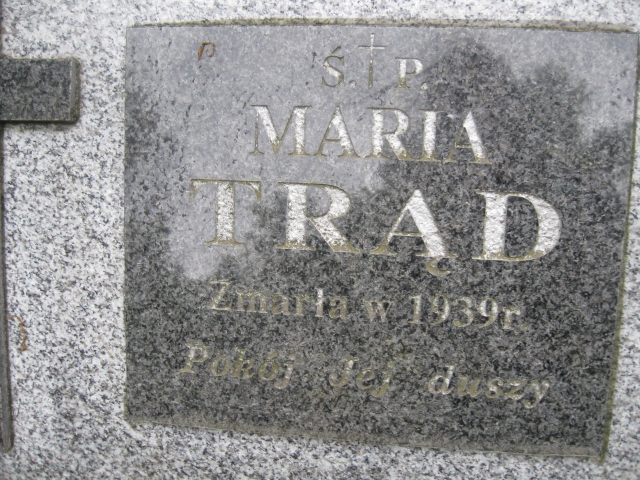 Ś † P.
MARIA
TRĄD
Zmarła w 1939r.
Pokój Jej duszy